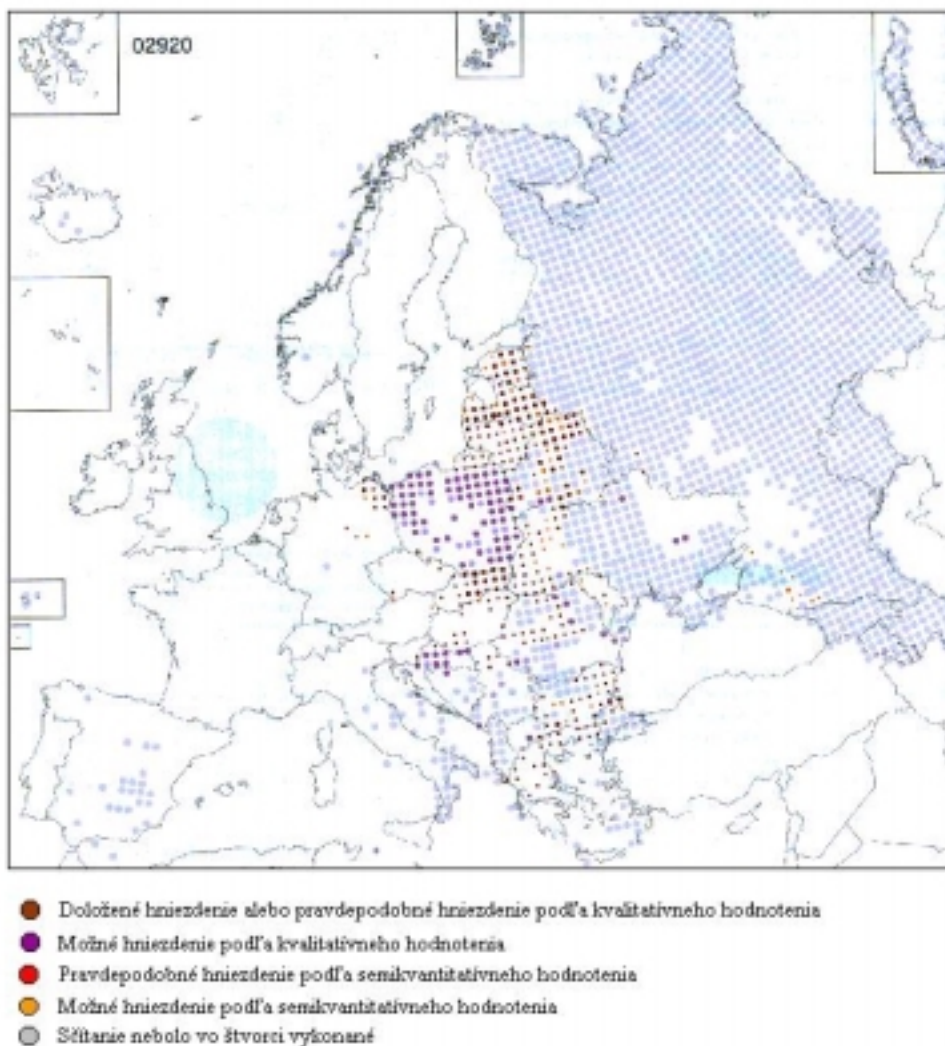 02920
Doložené hniezdenie alebo pravdepodobné hniezdenie podľa kvalitatívneho hodnotenia
Možné hniezdenie podľa kvalitatívneho hodnotenia
Pravdepodobné hniezdenie podľa semikvantitatívneho hodnotenia
Možné hniezdenie podľa semikvantitatívneho hodnotenia
Sčítanie nebolo vo štvorci vykonané